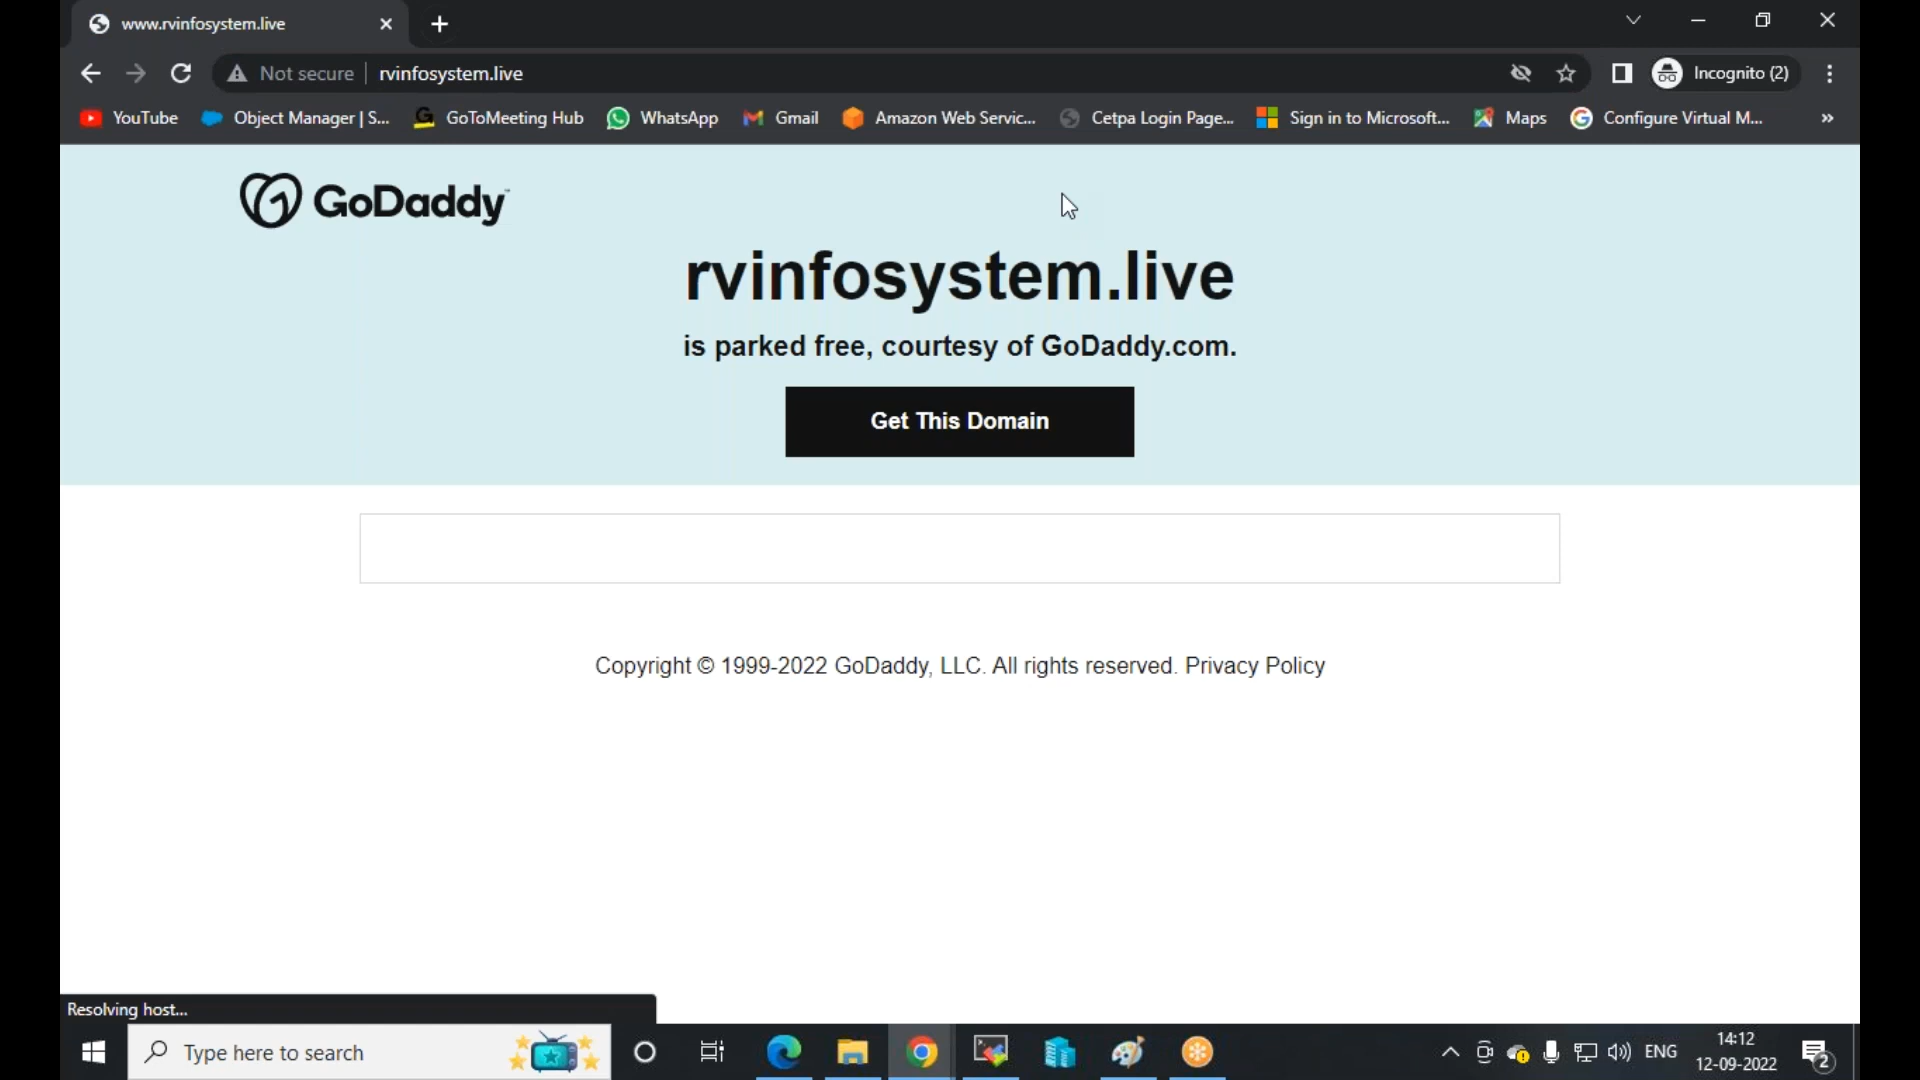 www.rvinfosystem.live
Not secure rvinfosystem.live
Incognito (2)
YouTube Object Manager | S... GoToMeeting Hub WhatsApp Gmail Amazon Web Servic... Cetpa Login Page... Sign in to Microsoft... Maps Configure Virtual M... »
GoDaddy™
rvinfosystem.live
is parked free, courtesy of GoDaddy.com.
Get This Domain
Copyright © 1999-2022 GoDaddy, LLC. All rights reserved. Privacy Policy
Resolving host...
Type here to search
ENG
14:12
12-09-2022
2